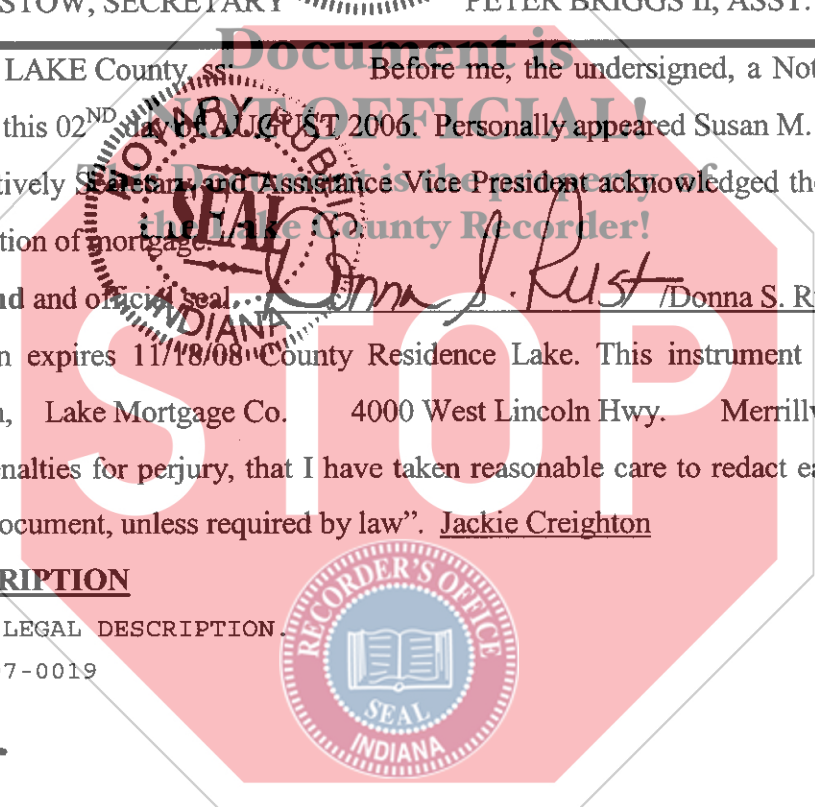 STOW, SECRETARY PETER BRIGGS II, ASST.
Document is
LAKE County, ss: Before me, the undersigned, a Not
NOT OFFICIAL!
this 02ND day of AUGUST 2006. Personally appeared Susan M.
This Document is the property of
tively Secretary and Assistance Vice President acknowledged the
the Lake County Recorder!
tion of mortgage.
NOTARY PUBLIC
SEAL
INDIANA
nd and official seal. Donna S. Rust /Donna S. R
n expires 11/18/08 County Residence Lake. This instrument
n, Lake Mortgage Co. 4000 West Lincoln Hwy. Merrillv
enalties for perjury, that I have taken reasonable care to redact ea
ocument, unless required by law”. Jackie Creighton
STOP
RIPTION
LEGAL DESCRIPTION.
7-0019
RECORDER'S OFFICE
SEAL
INDIANA